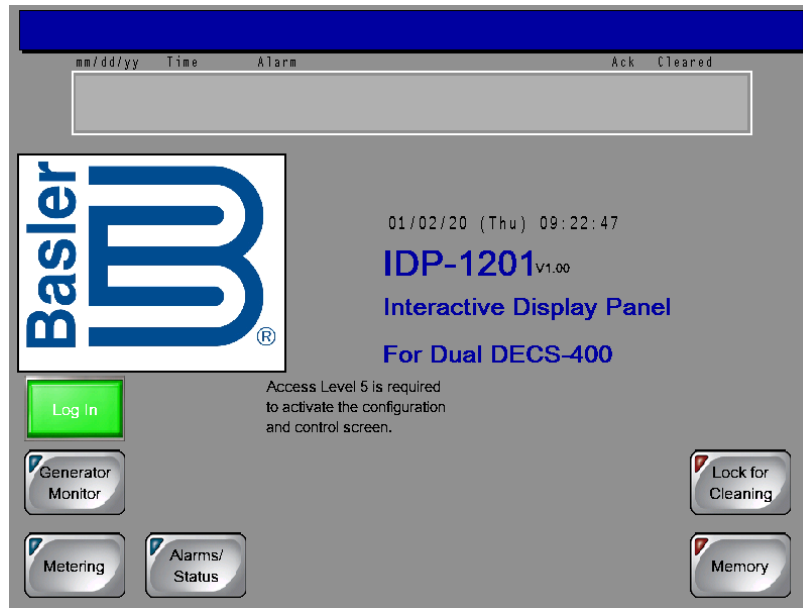 mm/dd/yy Time Alarm Ack Cleared
Basler
®
01/02/20 (Thu) 09:22:47
IDP-1201 V1.00
Interactive Display Panel
For Dual DECS-400
Access Level 5 is required
to activate the configuration
and control screen.
Log In
Generator
Monitor
Lock for
Cleaning
Metering
Alarms/
Status
Memory